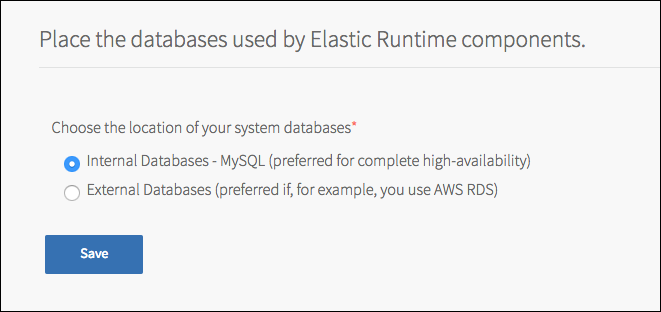 Place the databases used by Elastic Runtime components.
Choose the location of your system databases*
Internal Databases - MySQL (preferred for complete high-availability)
External Databases (preferred if, for example, you use AWS RDS)
Save